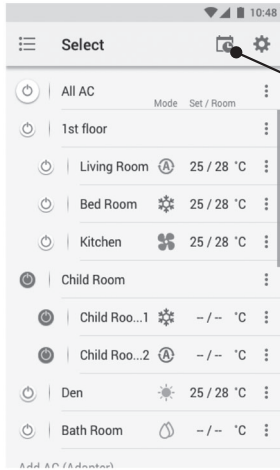 10:48
Select
All AC
Mode Set / Room
1st floor
Living Room A 25 / 28 °C
Bed Room 25 / 28 °C
Kitchen 25 / 28 °C
Child Room
Child Roo...1 -- / -- °C
Child Roo...2 A -- / -- °C
Den 25 / 28 °C
Bath Room -- / -- °C
Add AC (Adapter)